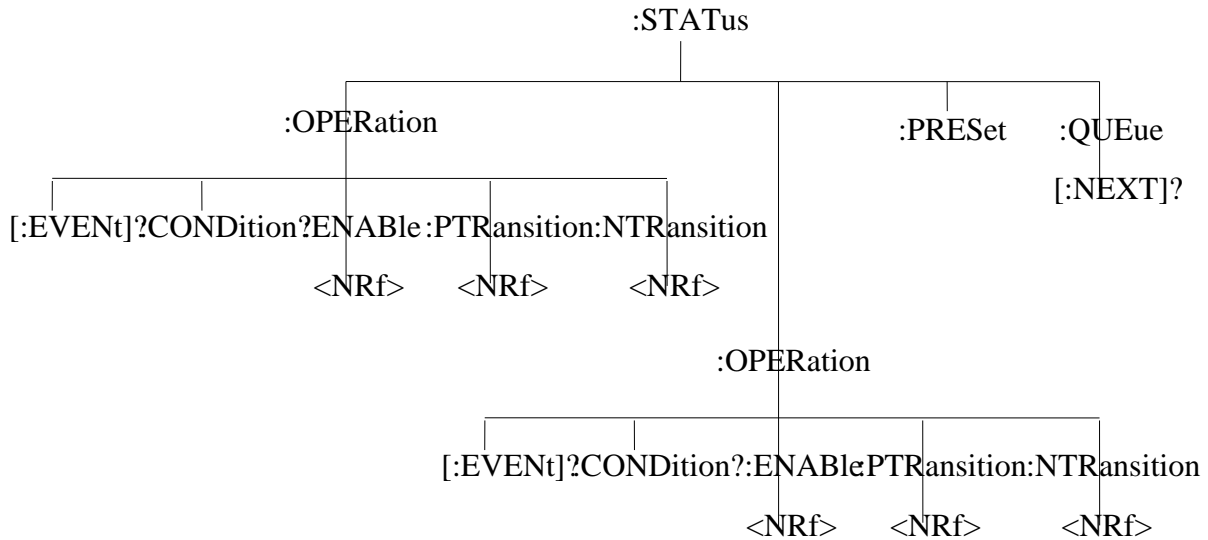 :STATus
:OPERation
:PRESet :QUEue
[:NEXT]?
[:EVENt]?:CONDition?:ENABle :PTRansition:NTRansition
<NRf> <NRf> <NRf>
:OPERation
[:EVENt]?:CONDition?:ENABle:PTRansition:NTRansition
<NRf> <NRf> <NRf>